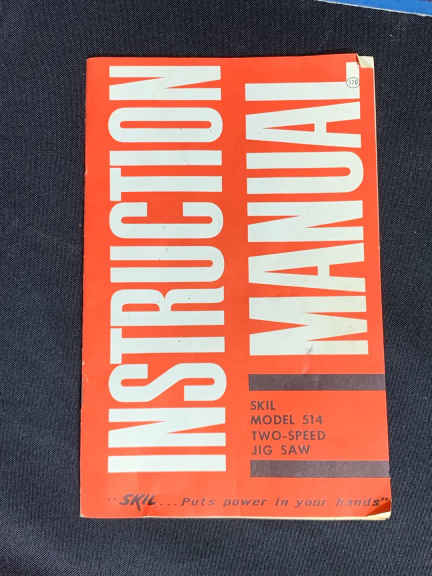 INSTRUCTION
MANUAL
SKIL
MODEL 514
TWO-SPEED
JIG SAW
"SKIL...Puts power in your hands"